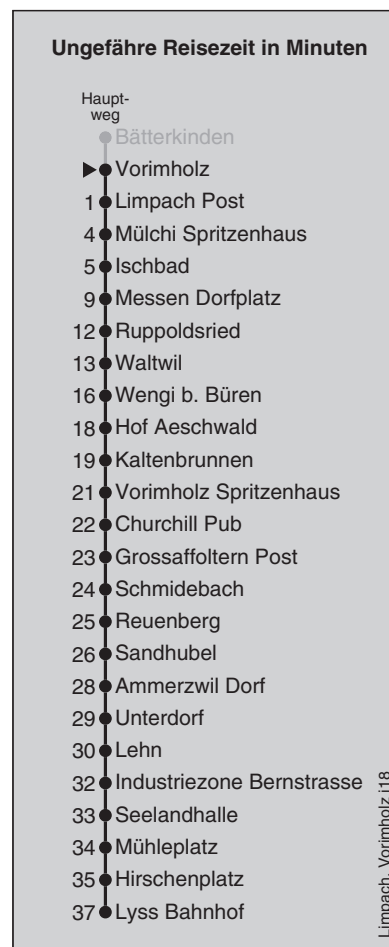 Ungefähre Reisezeit in Minuten
Haupt-
weg
Bätterkinden
Vorimholz
1 Limpach Post
4 Mülchi Spritzenhaus
5 Ischbad
9 Messen Dorfplatz
12 Ruppoldsried
13 Waltwil
16 Wengi b. Büren
18 Hof Aeschwald
19 Kaltenbrunnen
21 Vorimholz Spritzenhaus
22 Churchill Pub
23 Grossaffoltern Post
24 Schmidebach
25 Reuenberg
26 Sandhubel
28 Ammerzwil Dorf
29 Unterdorf
30 Lehn
32 Industriezone Bernstrasse
33 Seelandhalle
34 Mühleplatz
35 Hirschenplatz
37 Lyss Bahnhof
Limpach, Vorimholz j18